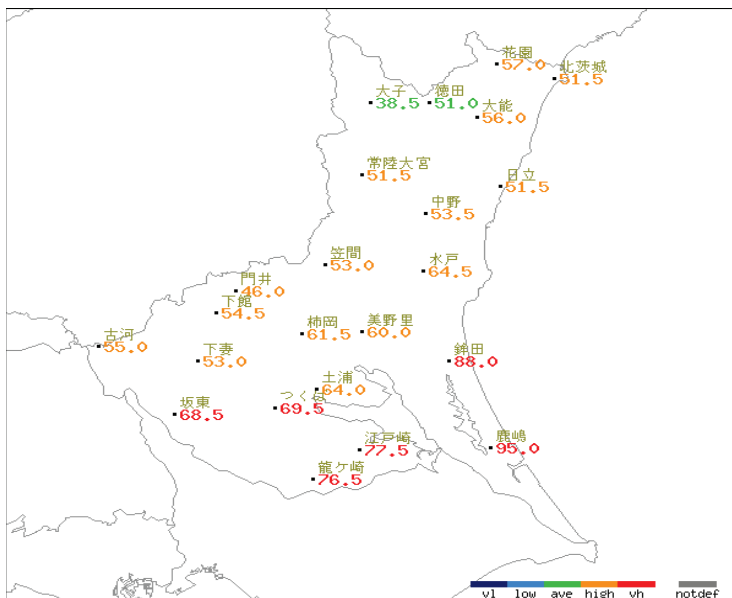 花園
57.0
北茨城
51.5
大子
38.5
徳田
51.0
大能
56.0
常陸大宮
51.5
日立
51.5
中野
53.5
笠間
53.0
水戸
64.5
門井
46.0
下館
54.5
柿岡
61.5
美野里
60.0
古河
55.0
下妻
53.0
鉾田
88.0
土浦
64.0
つくば
69.5
坂東
68.5
江戸崎
77.5
鹿嶋
95.0
龍ケ崎
76.5
vl low ave high vh notdef